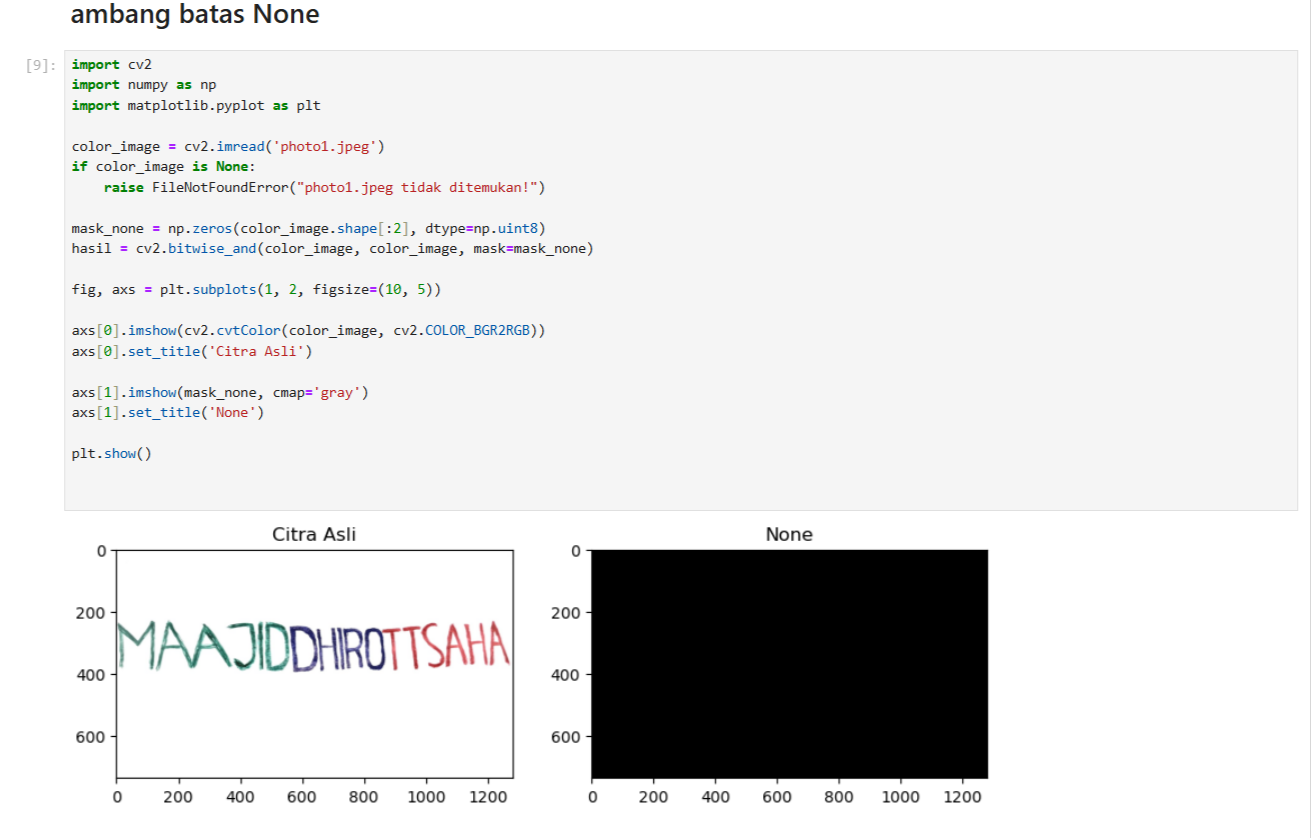 ambang batas None
[9]:
import cv2
import numpy as np
import matplotlib.pyplot as plt
color_image = cv2.imread('photo1.jpeg')
if color_image is None:
    raise FileNotFoundError("photo1.jpeg tidak ditemukan!")
mask_none = np.zeros(color_image.shape[:2], dtype=np.uint8)
hasil = cv2.bitwise_and(color_image, color_image, mask=mask_none)
fig, axs = plt.subplots(1, 2, figsize=(10, 5))
axs[0].imshow(cv2.cvtColor(color_image, cv2.COLOR_BGR2RGB))
axs[0].set_title('Citra Asli')
axs[1].imshow(mask_none, cmap='gray')
axs[1].set_title('None')
plt.show()
Citra Asli
0
200
400
600
MAAJIDDHIROTTSAHA
0 200 400 600 800 1000 1200
None
0
200
400
600
0 200 400 600 800 1000 1200